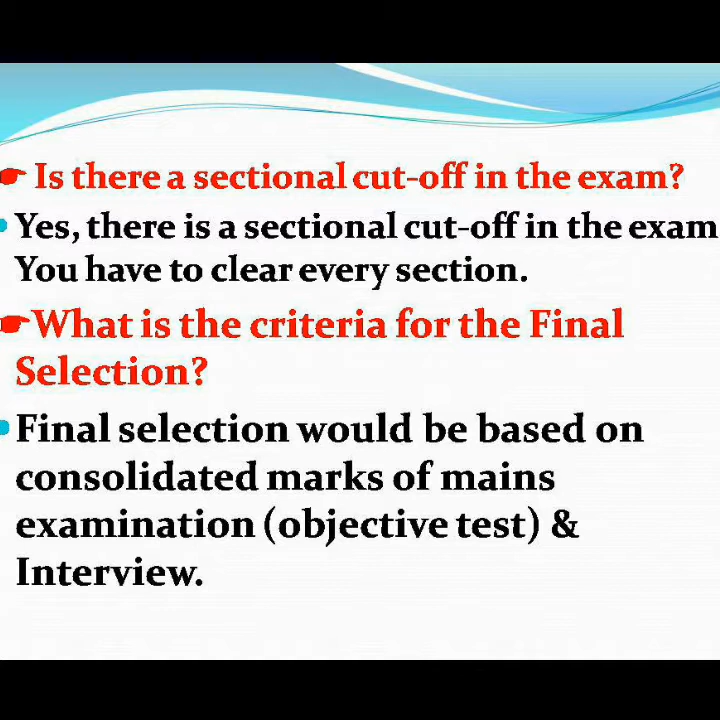 Is there a sectional cut-off in the exam?
Yes, there is a sectional cut-off in the exam
You have to clear every section.
What is the criteria for the Final
Selection?
Final selection would be based on
consolidated marks of mains
examination (objective test) &
Interview.